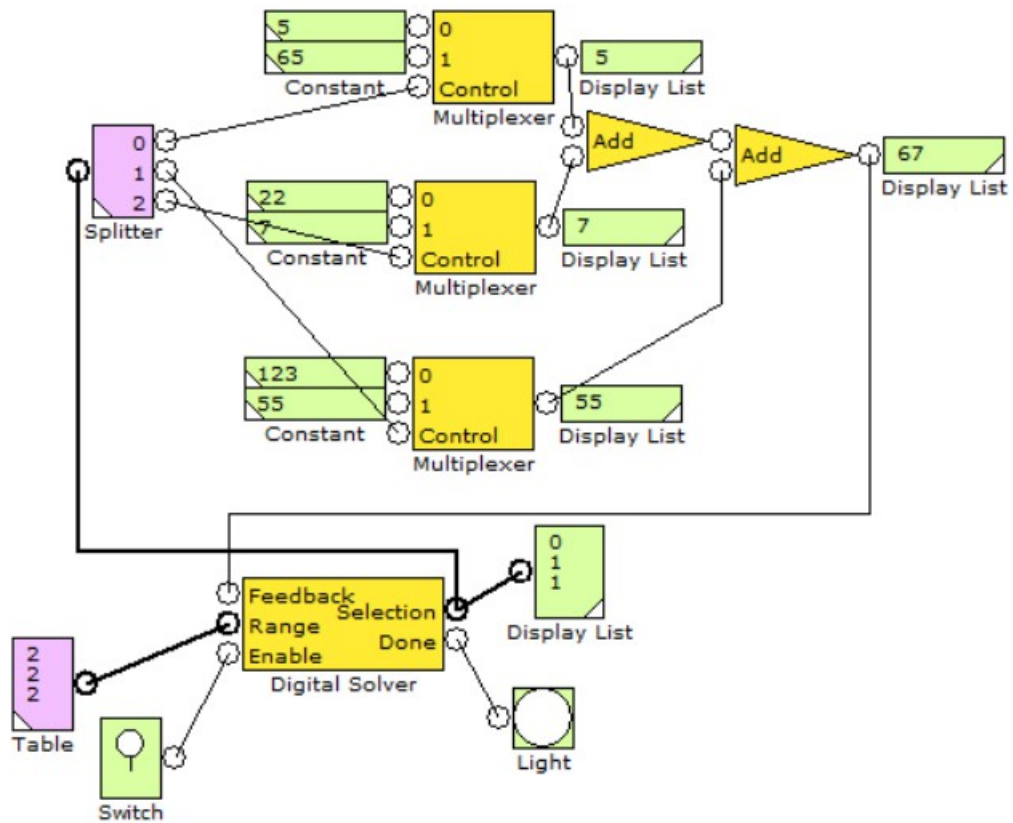 5
0
65
1
5
Constant
Control
Display List
Multiplexer
0
1
2
Splitter
Add
Add
67
Display List
22
0
7
1
7
Constant
Control
Display List
Multiplexer
123
0
55
1
55
Constant
Control
Display List
Multiplexer
0
1
1
Display List
Feedback
Selection
Range
Done
Enable
Digital Solver
2
2
2
Table
Switch
Light